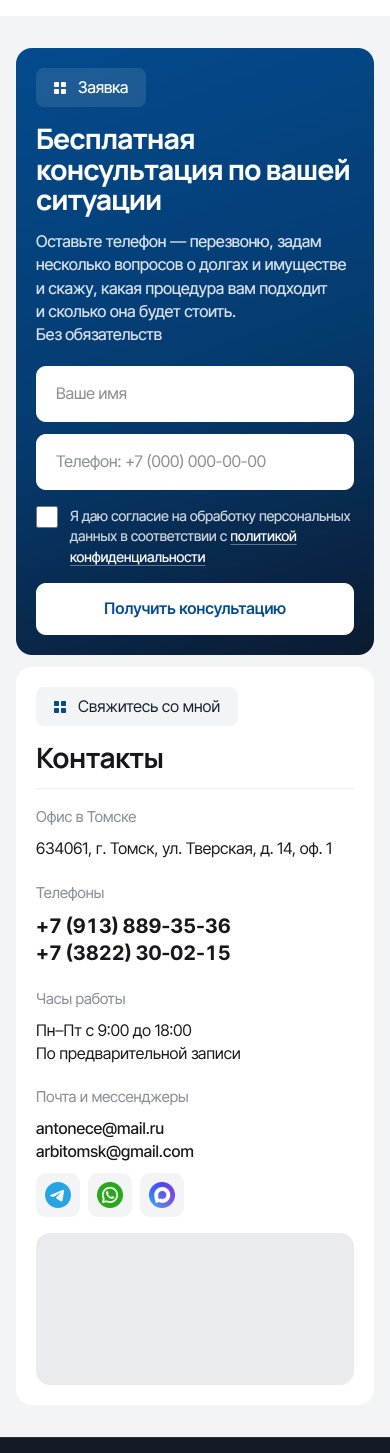 Заявка
Бесплатная
консультация по вашей
ситуации
Оставьте телефон — перезвоню, задам
несколько вопросов о долгах и имуществе
и скажу, какая процедура вам подходит
и сколько она будет стоить.
Без обязательств
Ваше имя
Телефон: +7 (000) 000-00-00
Я даю согласие на обработку персональных
данных в соответствии с политикой
конфиденциальности
Получить консультацию
Свяжитесь со мной
Контакты
Офис в Томске
634061, г. Томск, ул. Тверская, д. 14, оф. 1
Телефоны
+7 (913) 889-35-36
+7 (3822) 30-02-15
Часы работы
Пн–Пт с 9:00 до 18:00
По предварительной записи
Почта и мессенджеры
antonece@mail.ru
arbitomsk@gmail.com